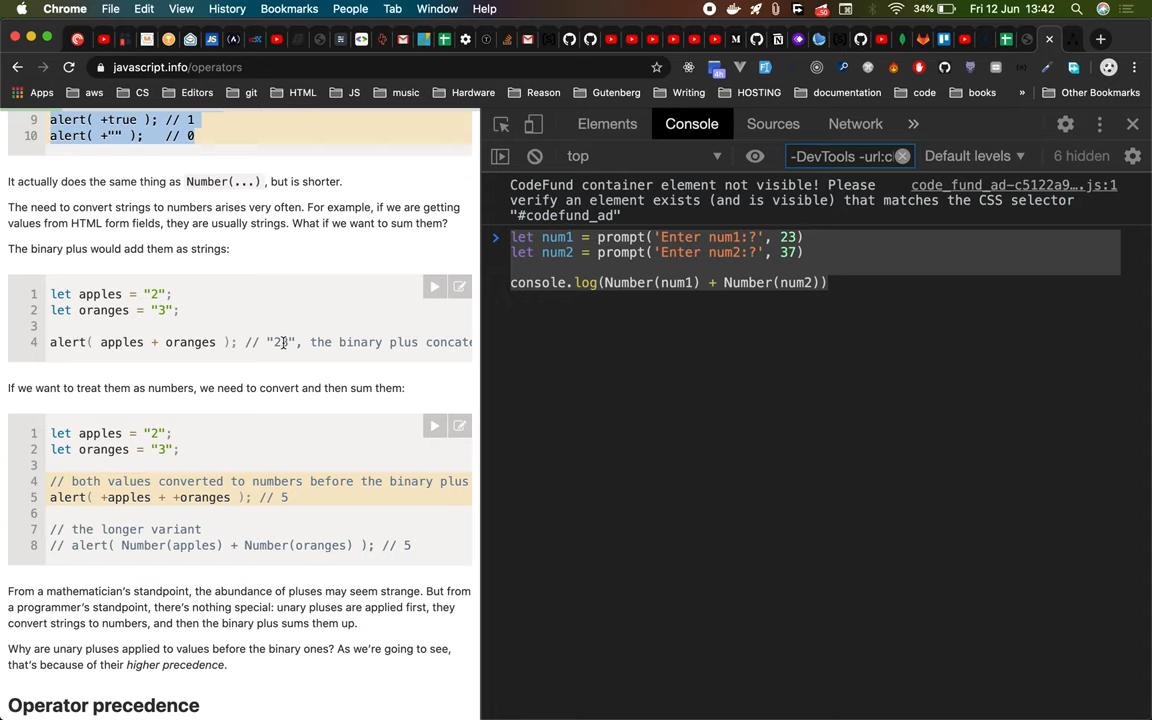 Chrome File Edit View History Bookmarks People Tab Window Help 50 34% Fri 12 Jun 13:42
javascript.info/operators 4h
Apps aws CS Editors git HTML JS music Hardware Reason Gutenberg Writing HOSTING documentation code books » Other Bookmarks
9 alert( +true ); // 1
10 alert( +"" ); // 0
It actually does the same thing as Number(...) , but is shorter.
The need to convert strings to numbers arises very often. For example, if we are getting
values from HTML form fields, they are usually strings. What if we want to sum them?
The binary plus would add them as strings:
1 let apples = "2";
2 let oranges = "3";
3
4 alert( apples + oranges ); // "23", the binary plus concate
If we want to treat them as numbers, we need to convert and then sum them:
1 let apples = "2";
2 let oranges = "3";
3
4 // both values converted to numbers before the binary plus
5 alert( +apples + +oranges ); // 5
6
7 // the longer variant
8 // alert( Number(apples) + Number(oranges) ); // 5
From a mathematician's standpoint, the abundance of pluses may seem strange. But from
a programmer's standpoint, there's nothing special: unary pluses are applied first, they
convert strings to numbers, and then the binary plus sums them up.
Why are unary pluses applied to values before the binary ones? As we're going to see,
that's because of their higher precedence.
Operator precedence
Elements Console Sources Network »
top -DevTools -url:c Default levels 6 hidden
CodeFund container element not visible! Please code_fund_ad-c5122a9….js:1
verify an element exists (and is visible) that matches the CSS selector
"#codefund_ad"
let num1 = prompt('Enter num1:?', 23)
let num2 = prompt('Enter num2:?', 37)
console.log(Number(num1) + Number(num2))